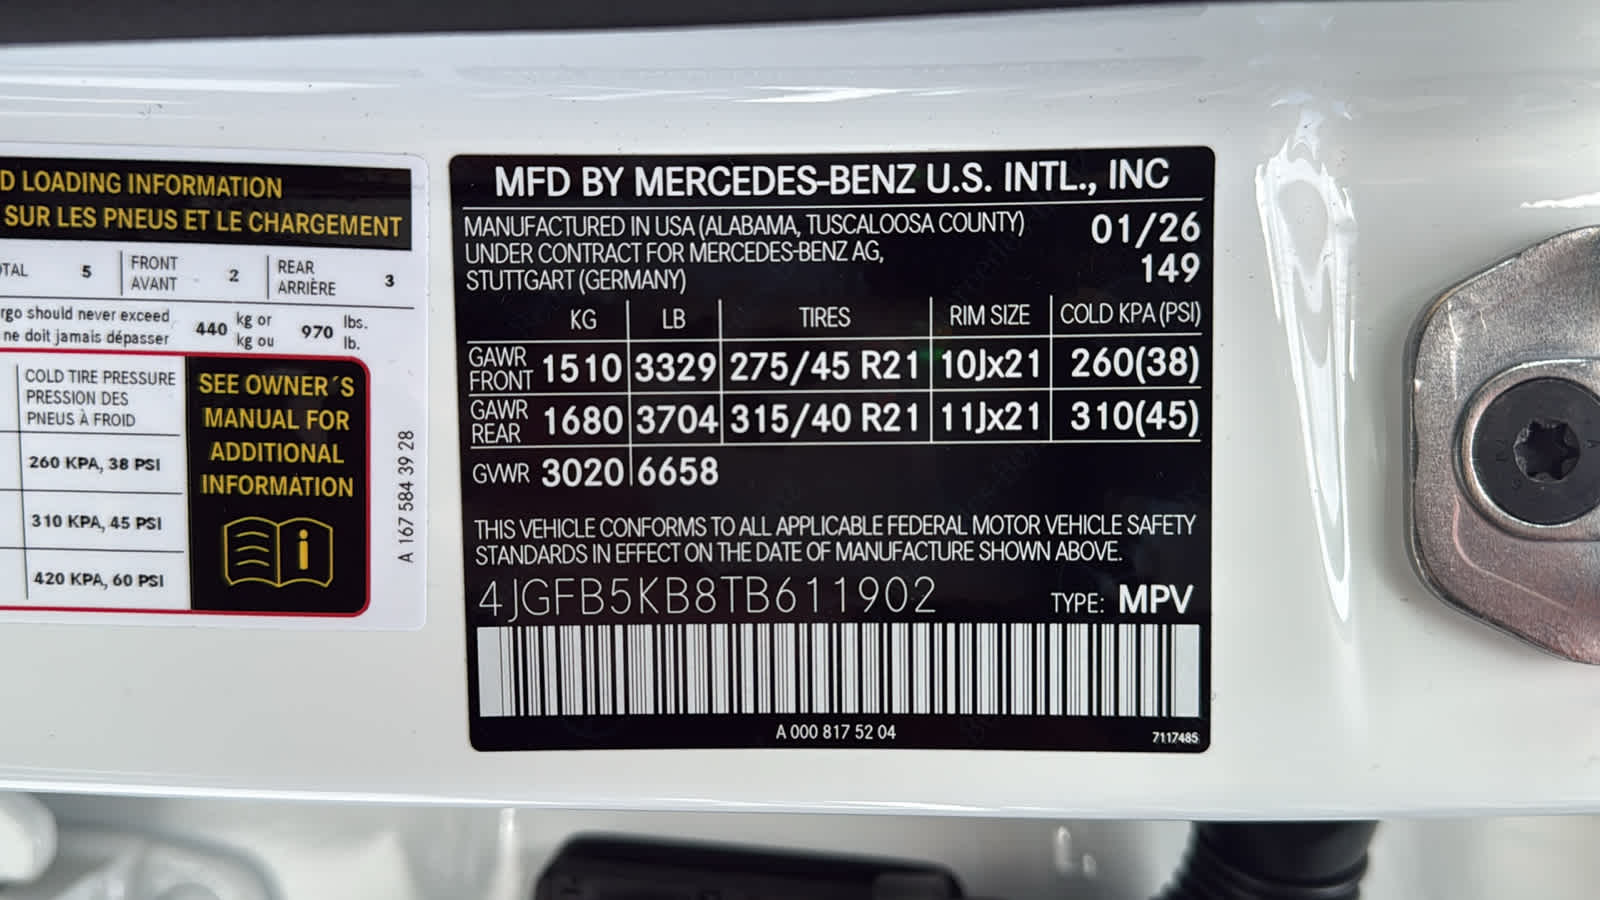 D LOADING INFORMATION
SUR LES PNEUS ET LE CHARGEMENT
TAL 5 FRONT AVANT 2 REAR ARRIÈRE 3
rgo should never exceed 440 kg or 970 lbs.
ne doit jamais dépasser kg ou lb.
COLD TIRE PRESSURE
PRESSION DES
PNEUS À FROID
260 KPA, 38 PSI
310 KPA, 45 PSI
420 KPA, 60 PSI
SEE OWNER´S
MANUAL FOR
ADDITIONAL
INFORMATION
A 167 584 39 28
MFD BY MERCEDES-BENZ U.S. INTL., INC
MANUFACTURED IN USA (ALABAMA, TUSCALOOSA COUNTY) 01/26
UNDER CONTRACT FOR MERCEDES-BENZ AG,
STUTTGART (GERMANY) 149
KG LB TIRES RIM SIZE COLD KPA (PSI)
GAWR FRONT 1510 3329 275/45 R21 10Jx21 260(38)
GAWR REAR 1680 3704 315/40 R21 11Jx21 310(45)
GVWR 3020 6658
THIS VEHICLE CONFORMS TO ALL APPLICABLE FEDERAL MOTOR VEHICLE SAFETY
STANDARDS IN EFFECT ON THE DATE OF MANUFACTURE SHOWN ABOVE.
4JGFB5KB8TB611902 TYPE: MPV
A 000 817 52 04
7117485